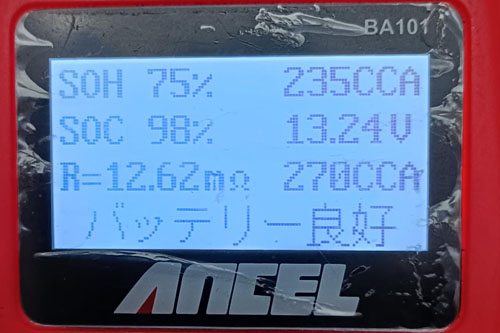 BA101
SOH 75% 235CCA
SOC 98% 13.24V
R=12.62mΩ 270CCA
バッテリー良好
ANCEL